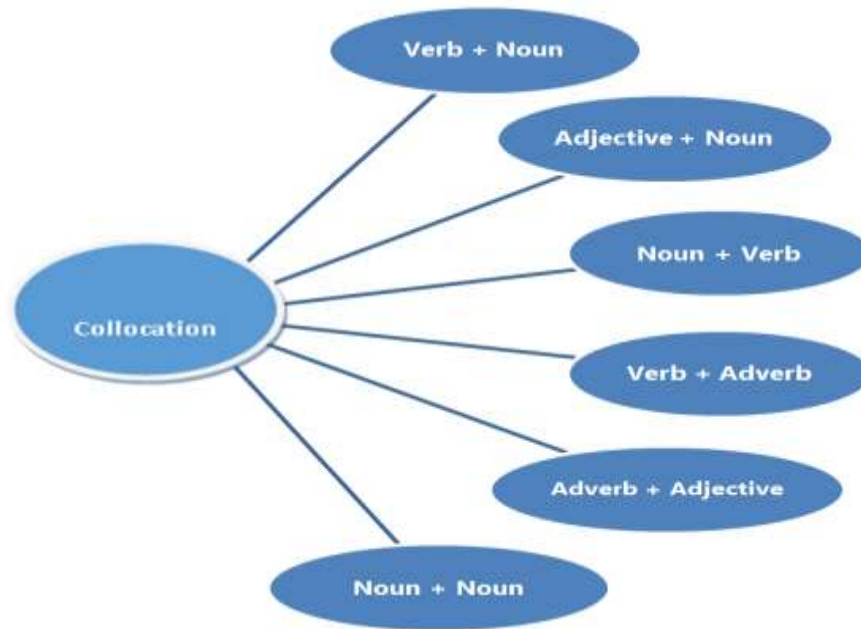 Verb + Noun
Adjective + Noun
Noun + Verb
Collocation
Verb + Adverb
Adverb + Adjective
Noun + Noun